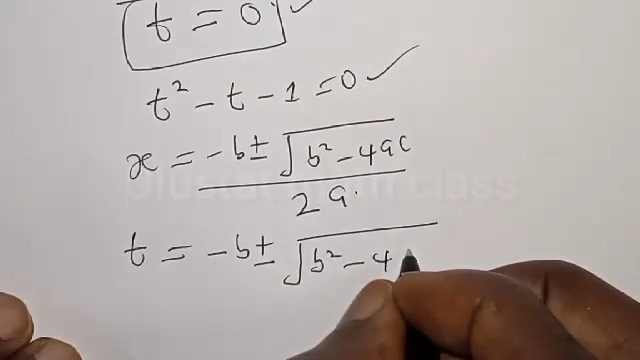 t = 0 ✓
t² - t - 1 = 0 ✓
x = -b ± √(b² - 4ac) / 2a.
t = -b ± √(b² - 4